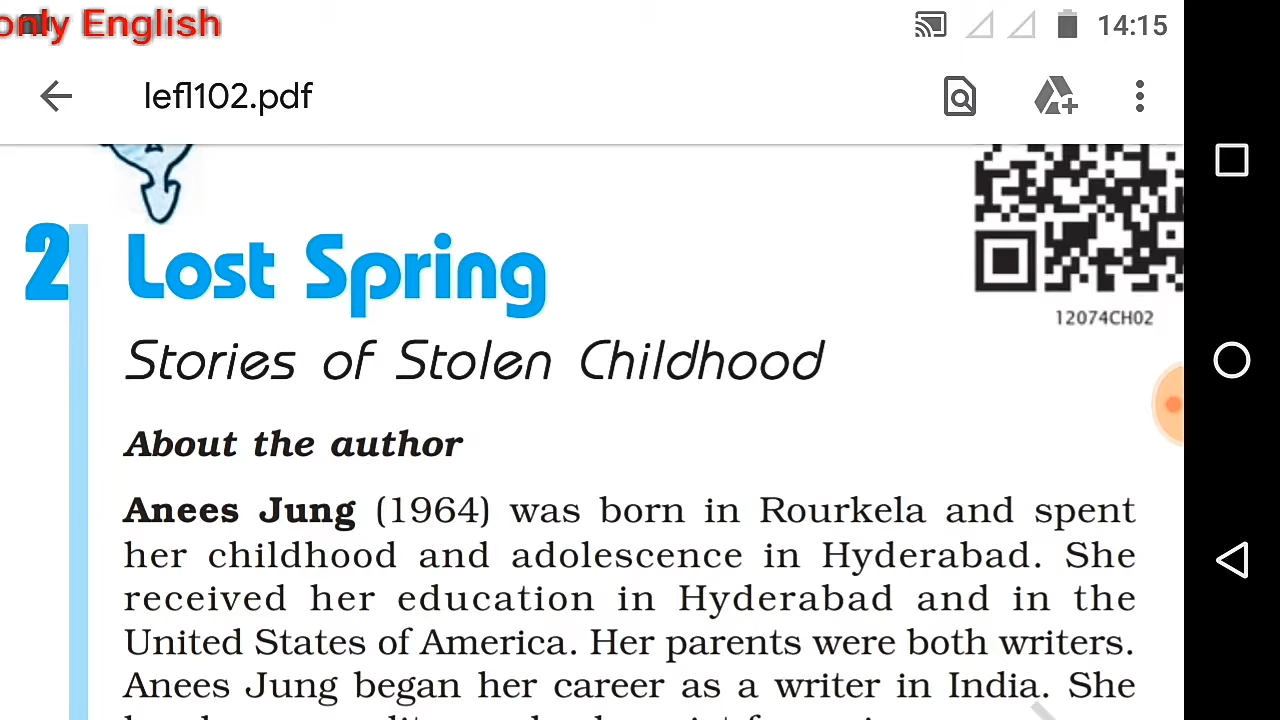 only English
14:15
lefl102.pdf
2 Lost Spring
12074CH02
Stories of Stolen Childhood
About the author
Anees Jung (1964) was born in Rourkela and spent
her childhood and adolescence in Hyderabad. She
received her education in Hyderabad and in the
United States of America. Her parents were both writers.
Anees Jung began her career as a writer in India. She